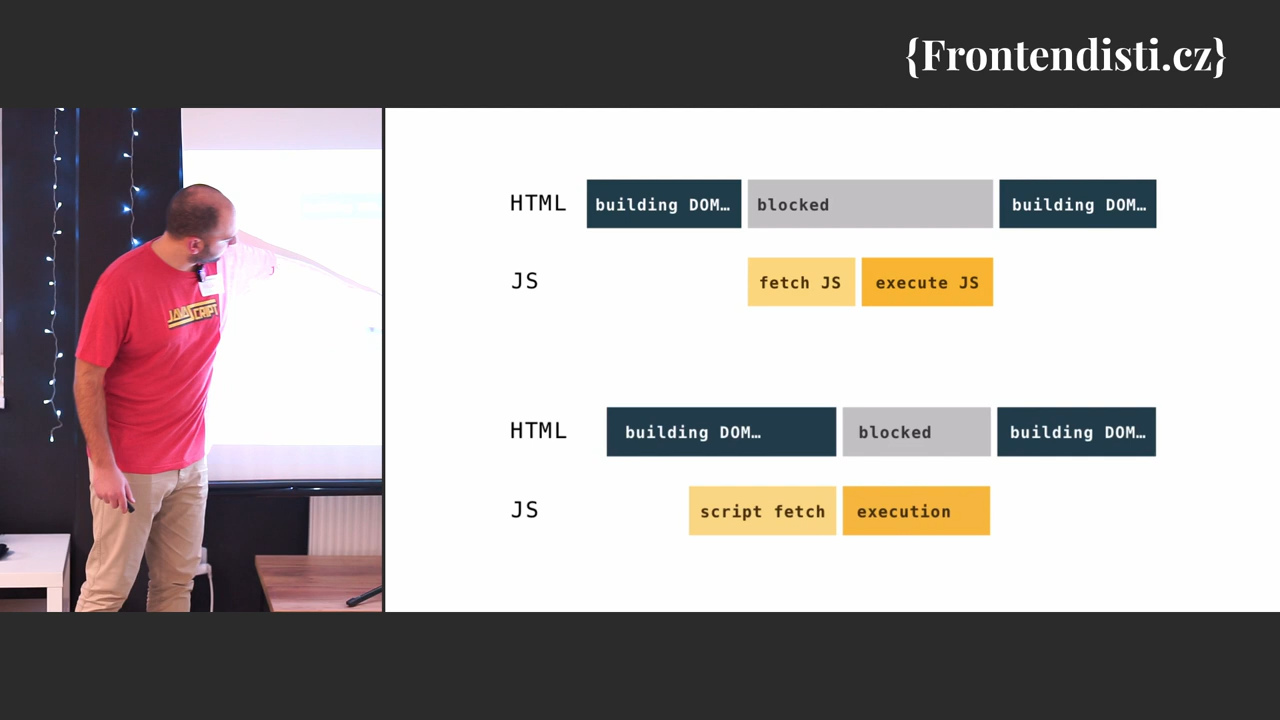 {Frontendisti.cz}
HTML building DOM… blocked building DOM…
JS fetch JS execute JS
JAVASCRIPT
HTML building DOM… blocked building DOM…
JS script fetch execution